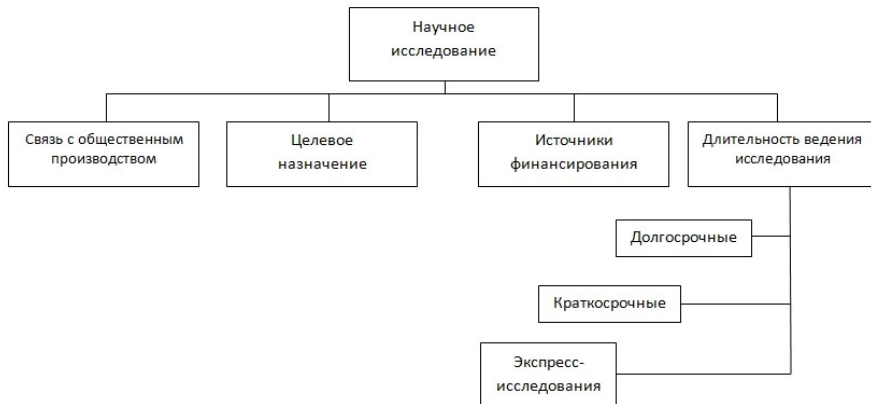 Научное
исследование
Связь с общественным
производством
Целевое
назначение
Источники
финансирования
Длительность ведения
исследования
Долгосрочные
Краткосрочные
Экспресс-
исследования